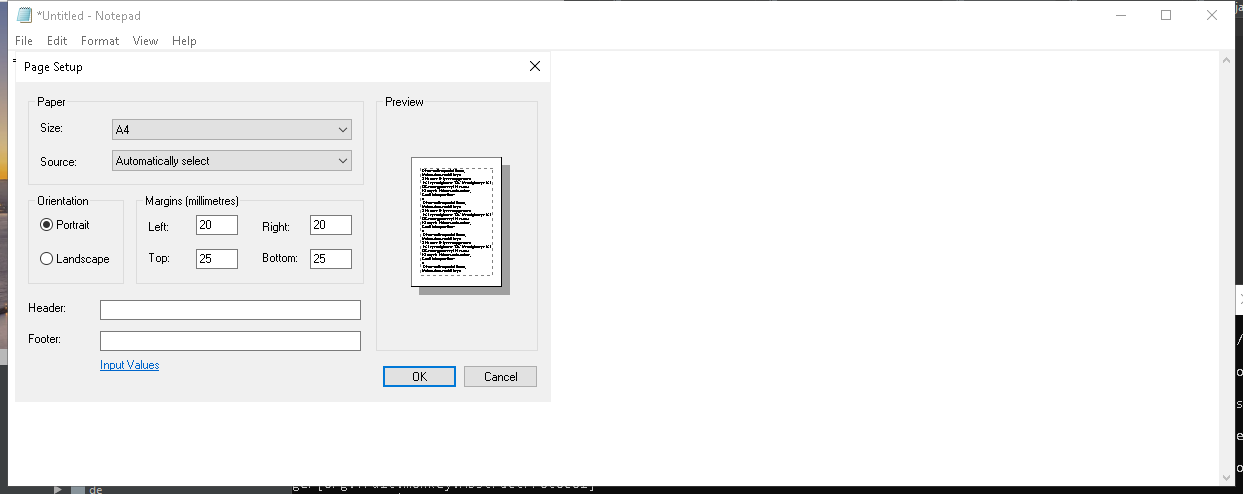 *Untitled - Notepad
File Edit Format View Help
Page Setup
Paper
Size: A4
Source: Automatically select
Orientation
Portrait
Landscape
Margins (millimetres)
Left: 20 Right: 20
Top: 25 Bottom: 25
Header:
Footer:
Input Values
Preview
OK Cancel
de